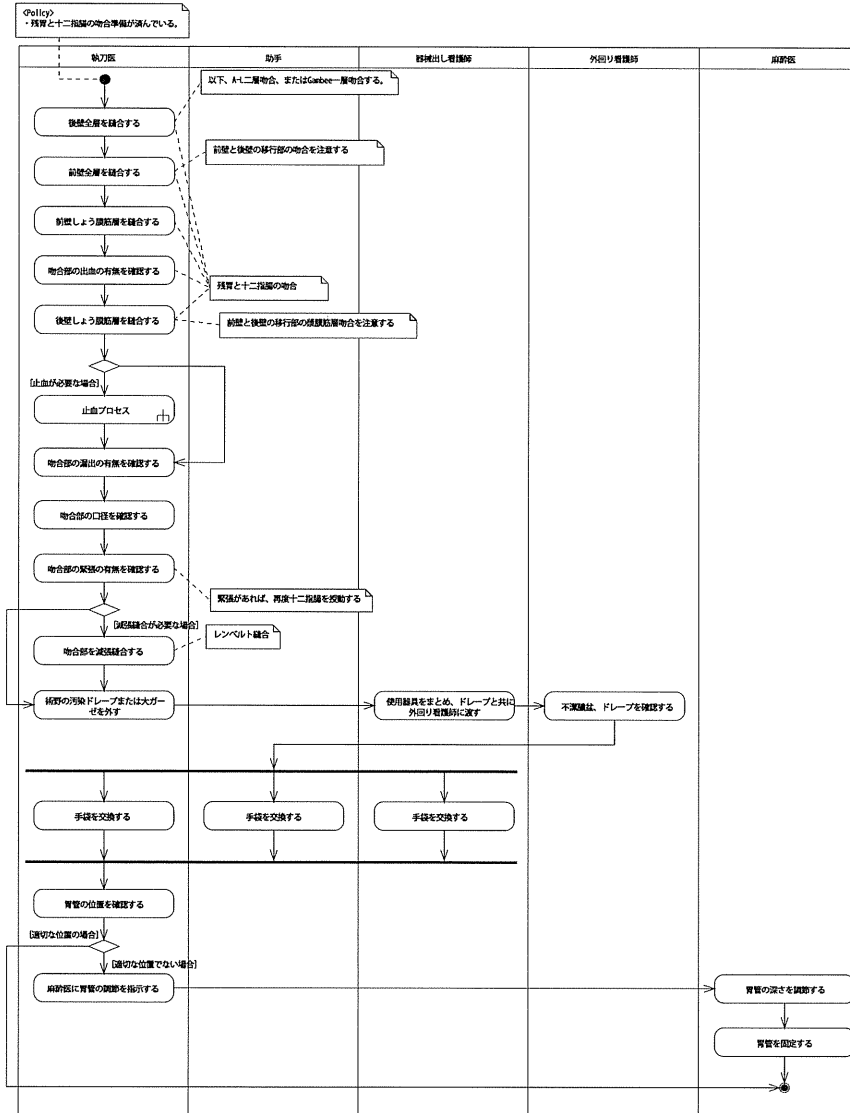 <Policy>
・残胃と十二指腸の吻合準備が済んでいる。
執刀医
助手
器械出し看護師
外回り看護師
麻酔医
以下、A-L二層吻合、またはGambee一層吻合する。
後壁全層を縫合する
前壁と後壁の移行部の吻合を注意する
前壁全層を縫合する
前壁しょう膜筋層を縫合する
吻合部の出血の有無を確認する
残胃と十二指腸の吻合
後壁しょう膜筋層を縫合する
前壁と後壁の移行部の漿膜筋層吻合を注意する
[止血が必要な場合]
止血プロセス
吻合部の漏出の有無を確認する
吻合部の口径を確認する
吻合部の緊張の有無を確認する
緊張があれば、再度十二指腸を授動する
[減張縫合が必要な場合]
レンベルト縫合
吻合部を減張縫合する
術野の汚染ドレープまたは大ガー
ゼを外す
使用器具をまとめ、ドレープと共に
外回り看護師に渡す
不潔膿盆、ドレープを確認する
手袋を交換する
手袋を交換する
手袋を交換する
胃管の位置を確認する
[適切な位置の場合]
[適切な位置でない場合]
麻酔医に胃管の調節を指示する
胃管の深さを調節する
胃管を固定する